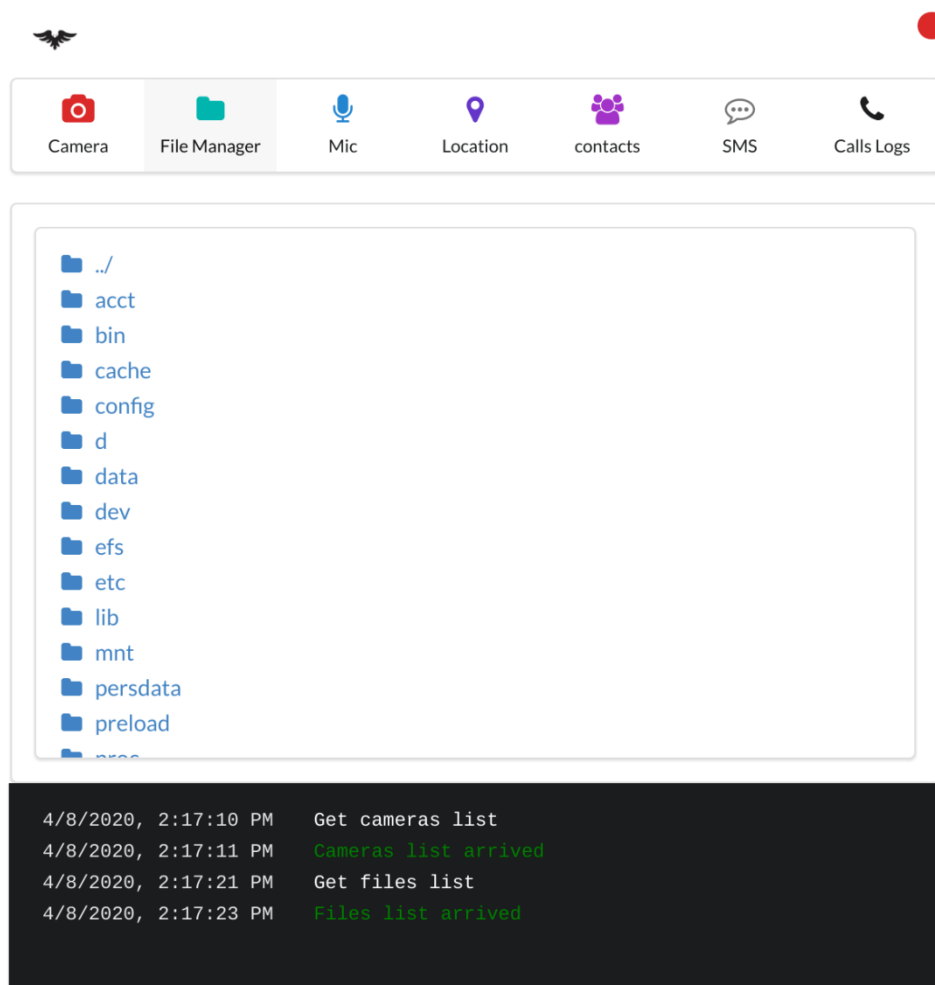 Camera File Manager Mic Location contacts SMS Calls Logs
../
acct
bin
cache
config
d
data
dev
efs
etc
lib
mnt
persdata
preload
proc
4/8/2020, 2:17:10 PM Get cameras list
4/8/2020, 2:17:11 PM Cameras list arrived
4/8/2020, 2:17:21 PM Get files list
4/8/2020, 2:17:23 PM Files list arrived